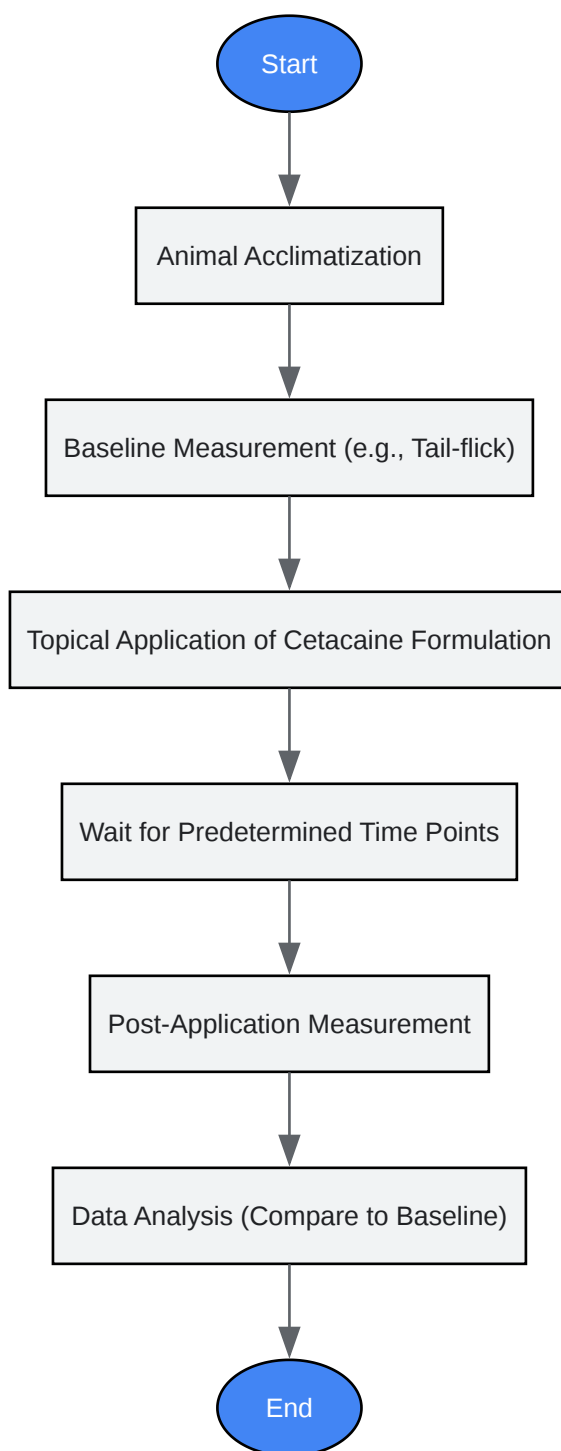 Start
Animal Acclimatization
Baseline Measurement (e.g., Tail-flick)
Topical Application of Cetacaine Formulation
Wait for Predetermined Time Points
Post-Application Measurement
Data Analysis (Compare to Baseline)
End